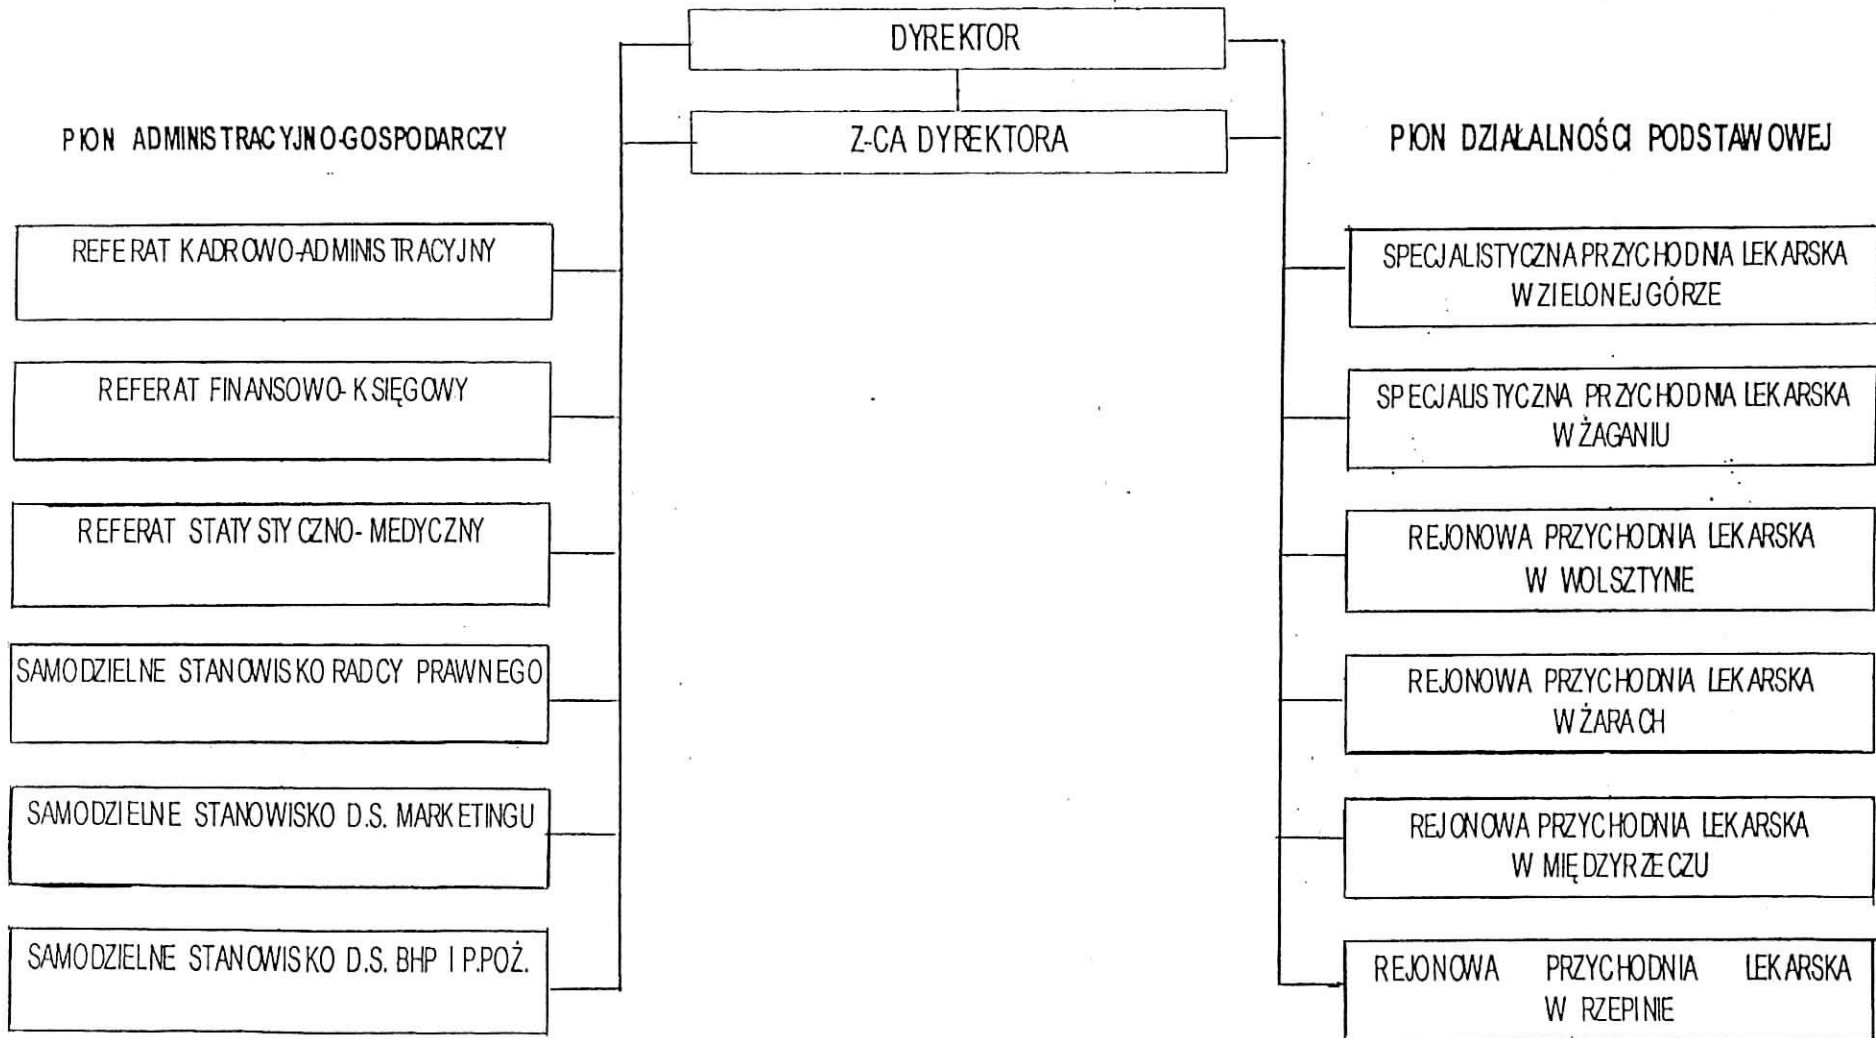 DYREKTOR
Z-CA DYREKTORA
PION ADMINISTRACYJNO-GOSPODARCZY
REFERAT KADROWO-ADMINISTRACYJNY
REFERAT FINANSOWO-KSIĘGOWY
REFERAT STATYSTYCZNO-MEDYCZNY
SAMODZIELNE STANOWISKO RADCY PRAWNEGO
SAMODZIELNE STANOWISKO D.S. MARKETINGU
SAMODZIELNE STANOWISKO D.S. BHP I P.POŻ.
PION DZIAŁALNOŚCI PODSTAWOWEJ
SPECJALISTYCZNA PRZYCHODNIA LEKARSKA
W ZIELONEJ GÓRZE
SPECJALISTYCZNA PRZYCHODNIA LEKARSKA
W ŻAGANIU
REJONOWA PRZYCHODNIA LEKARSKA
W WOLSZTYNIE
REJONOWA PRZYCHODNIA LEKARSKA
W ŻARACH
REJONOWA PRZYCHODNIA LEKARSKA
W MIĘDZYRZECZU
REJONOWA PRZYCHODNIA LEKARSKA
W RZEPINIE